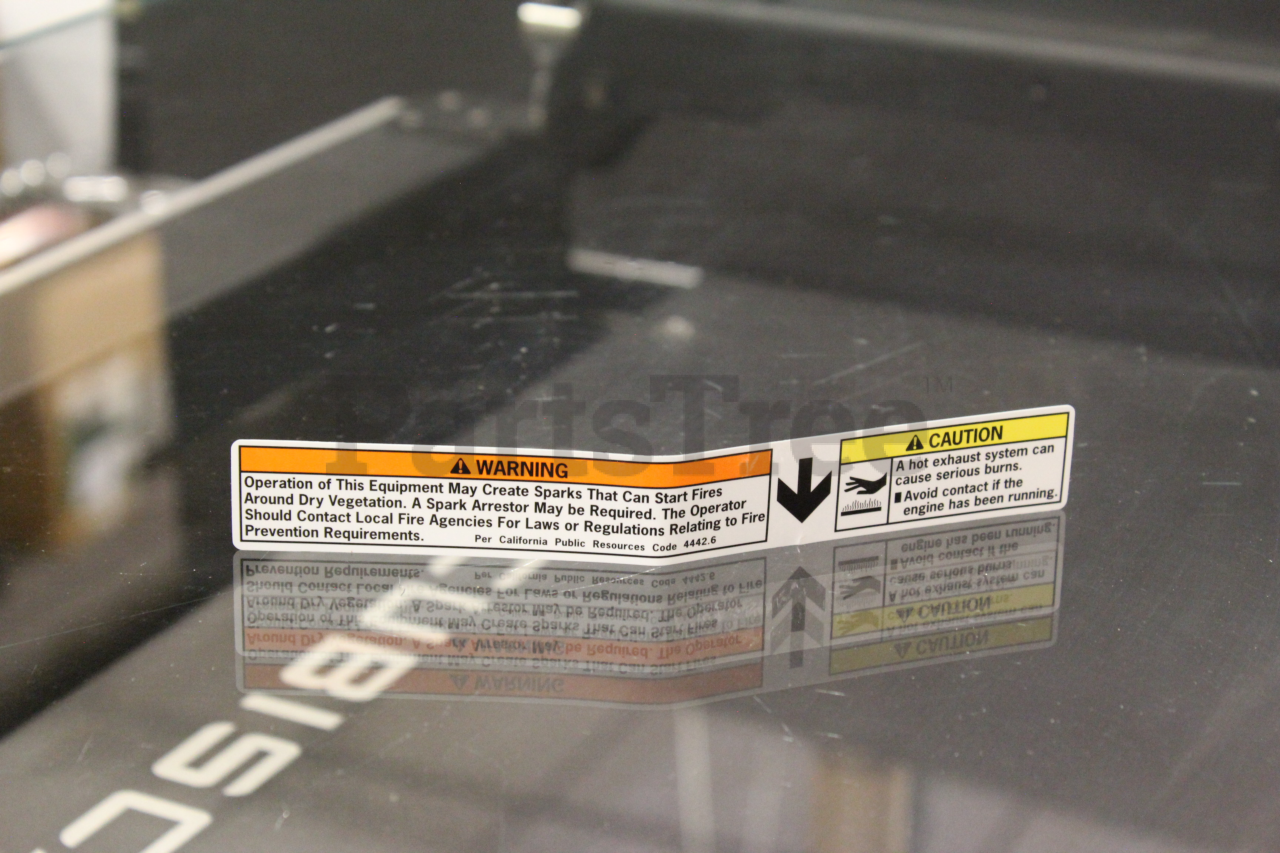 PartsTree™
WARNING
Operation of This Equipment May Create Sparks That Can Start Fires
Around Dry Vegetation. A Spark Arrestor May be Required. The Operator
Should Contact Local Fire Agencies For Laws or Regulations Relating to Fire
Prevention Requirements.
Per California Public Resources Code 4442.6
CAUTION
A hot exhaust system can
cause serious burns.
■ Avoid contact if the
engine has been running.